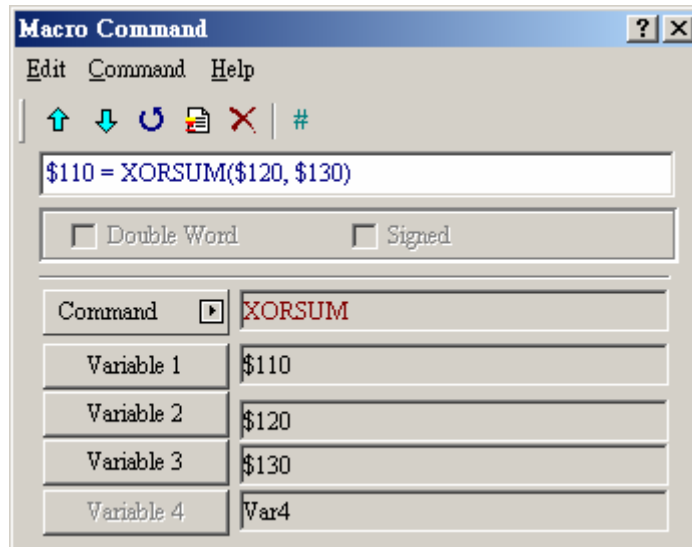 Macro Command
Edit Command Help
#
$110 = XORSUM($120, $130)
Double Word Signed
Command XORSUM
Variable 1 $110
Variable 2 $120
Variable 3 $130
Variable 4 Var4